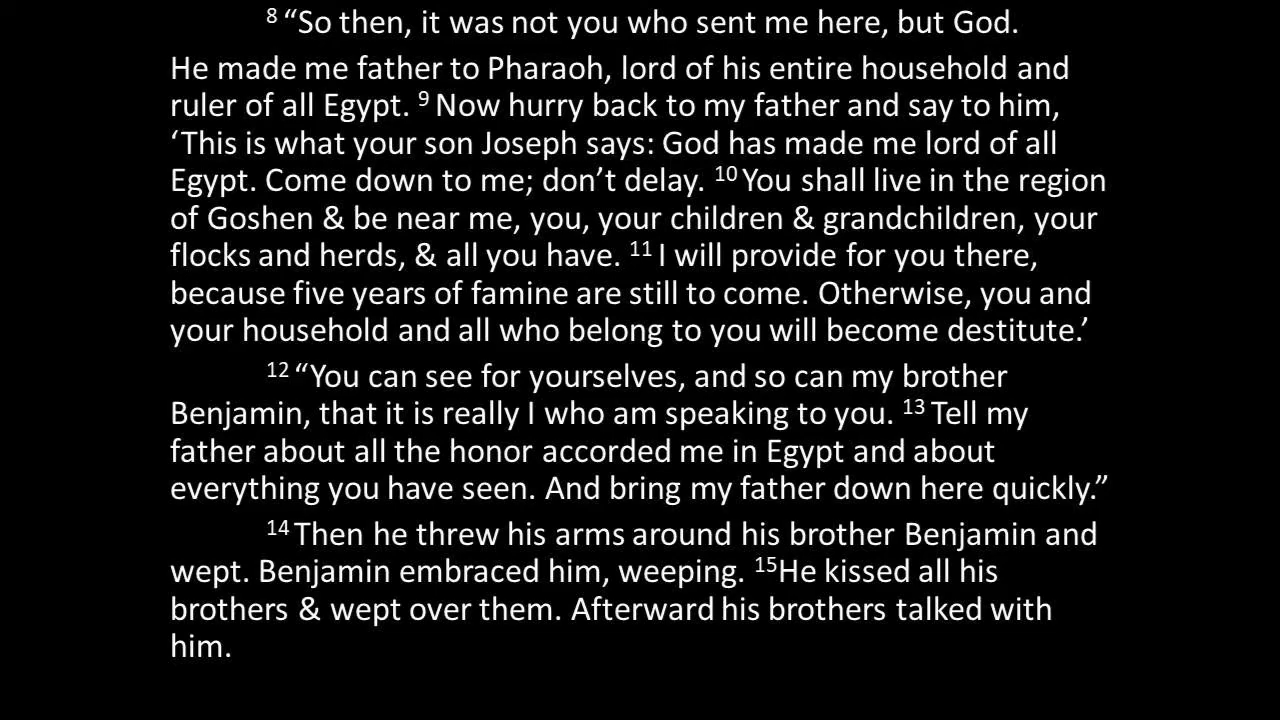 8 “So then, it was not you who sent me here, but God.
He made me father to Pharaoh, lord of his entire household and
ruler of all Egypt. 9 Now hurry back to my father and say to him,
‘This is what your son Joseph says: God has made me lord of all
Egypt. Come down to me; don’t delay. 10 You shall live in the region
of Goshen & be near me, you, your children & grandchildren, your
flocks and herds, & all you have. 11 I will provide for you there,
because five years of famine are still to come. Otherwise, you and
your household and all who belong to you will become destitute.’
12 “You can see for yourselves, and so can my brother
Benjamin, that it is really I who am speaking to you. 13 Tell my
father about all the honor accorded me in Egypt and about
everything you have seen. And bring my father down here quickly.”
14 Then he threw his arms around his brother Benjamin and
wept. Benjamin embraced him, weeping. 15He kissed all his
brothers & wept over them. Afterward his brothers talked with
him.